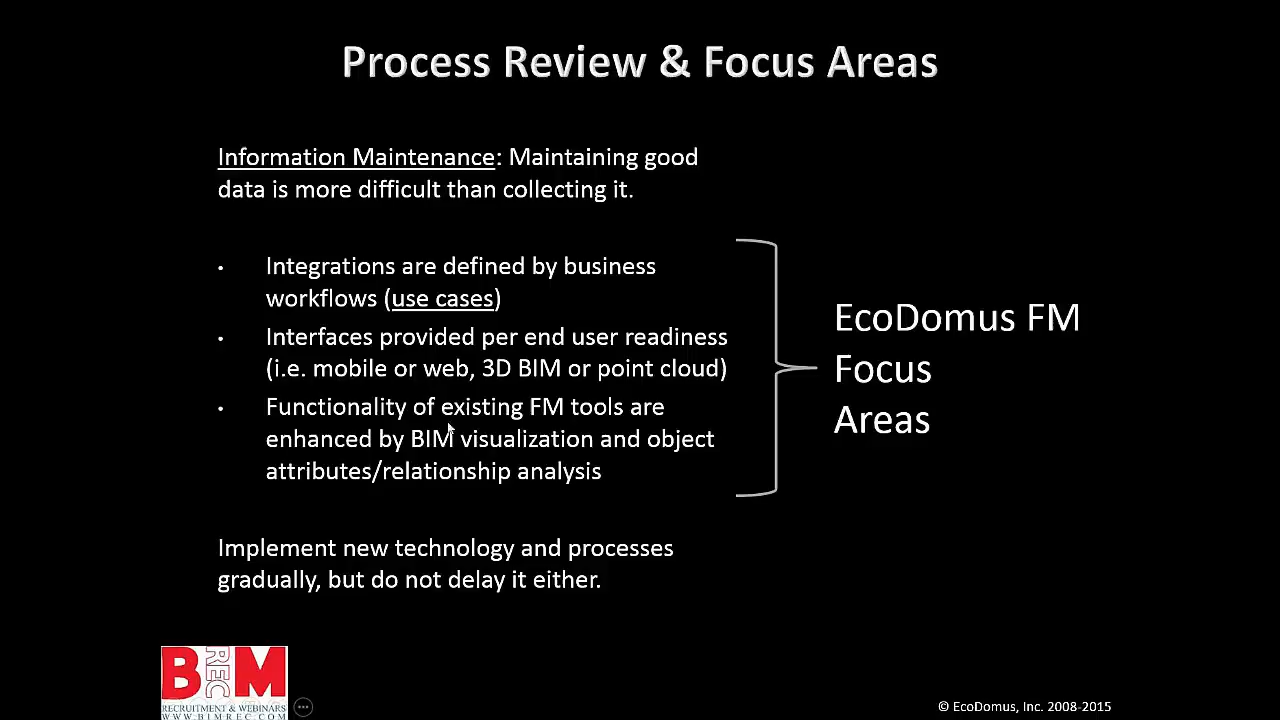 Process Review & Focus Areas
Information Maintenance: Maintaining good
data is more difficult than collecting it.
• Integrations are defined by business
workflows (use cases)
• Interfaces provided per end user readiness
(i.e. mobile or web, 3D BIM or point cloud)
• Functionality of existing FM tools are
enhanced by BIM visualization and object
attributes/relationship analysis
EcoDomus FM
Focus
Areas
Implement new technology and processes
gradually, but do not delay it either.
BIM
REC
RECRUITMENT & WEBINARS
WWW.BIM-REC.COM
© EcoDomus, Inc. 2008-2015